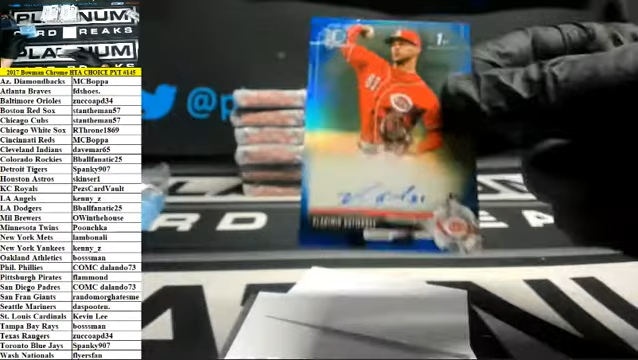 PLATINUM
CARD BREAKS
PLATINUM
2017 Bowman Chrome HTA CHOICE PYT #145
Az. Diamondbacks MCBoppa
Atlanta Braves fdshoes.
Baltimore Orioles zuccoapd34
Boston Red Sox stantheman57
Chicago Cubs stantheman57
Chicago White Sox RThrone1869
Cincinnati Reds MCBoppa
Cleveland Indians davemar65
Colorado Rockies Bballfanatic25
Detroit Tigers Spanky907
Houston Astros skinser1
KC Royals PezsCardVault
LA Angels kenny_z
LA Dodgers Bballfanatic25
Mil Brewers OWinthehouse
Minnesota Twins Poonchka
New York Mets lambonali
New York Yankees kenny_z
Oakland Athletics bosssman
Phil. Phillies COMC dalando73
Pittsburgh Pirates flammond
San Diego Padres COMC dalando73
San Fran Giants randomorghatesme
Seattle Mariners daspooten.
St. Louis Cardinals Kevin Lee
Tampa Bay Rays bosssman
Texas Rangers zuccoapd34
Toronto Blue Jays Spanky907
Wash Nationals flyersfan
@p
1st